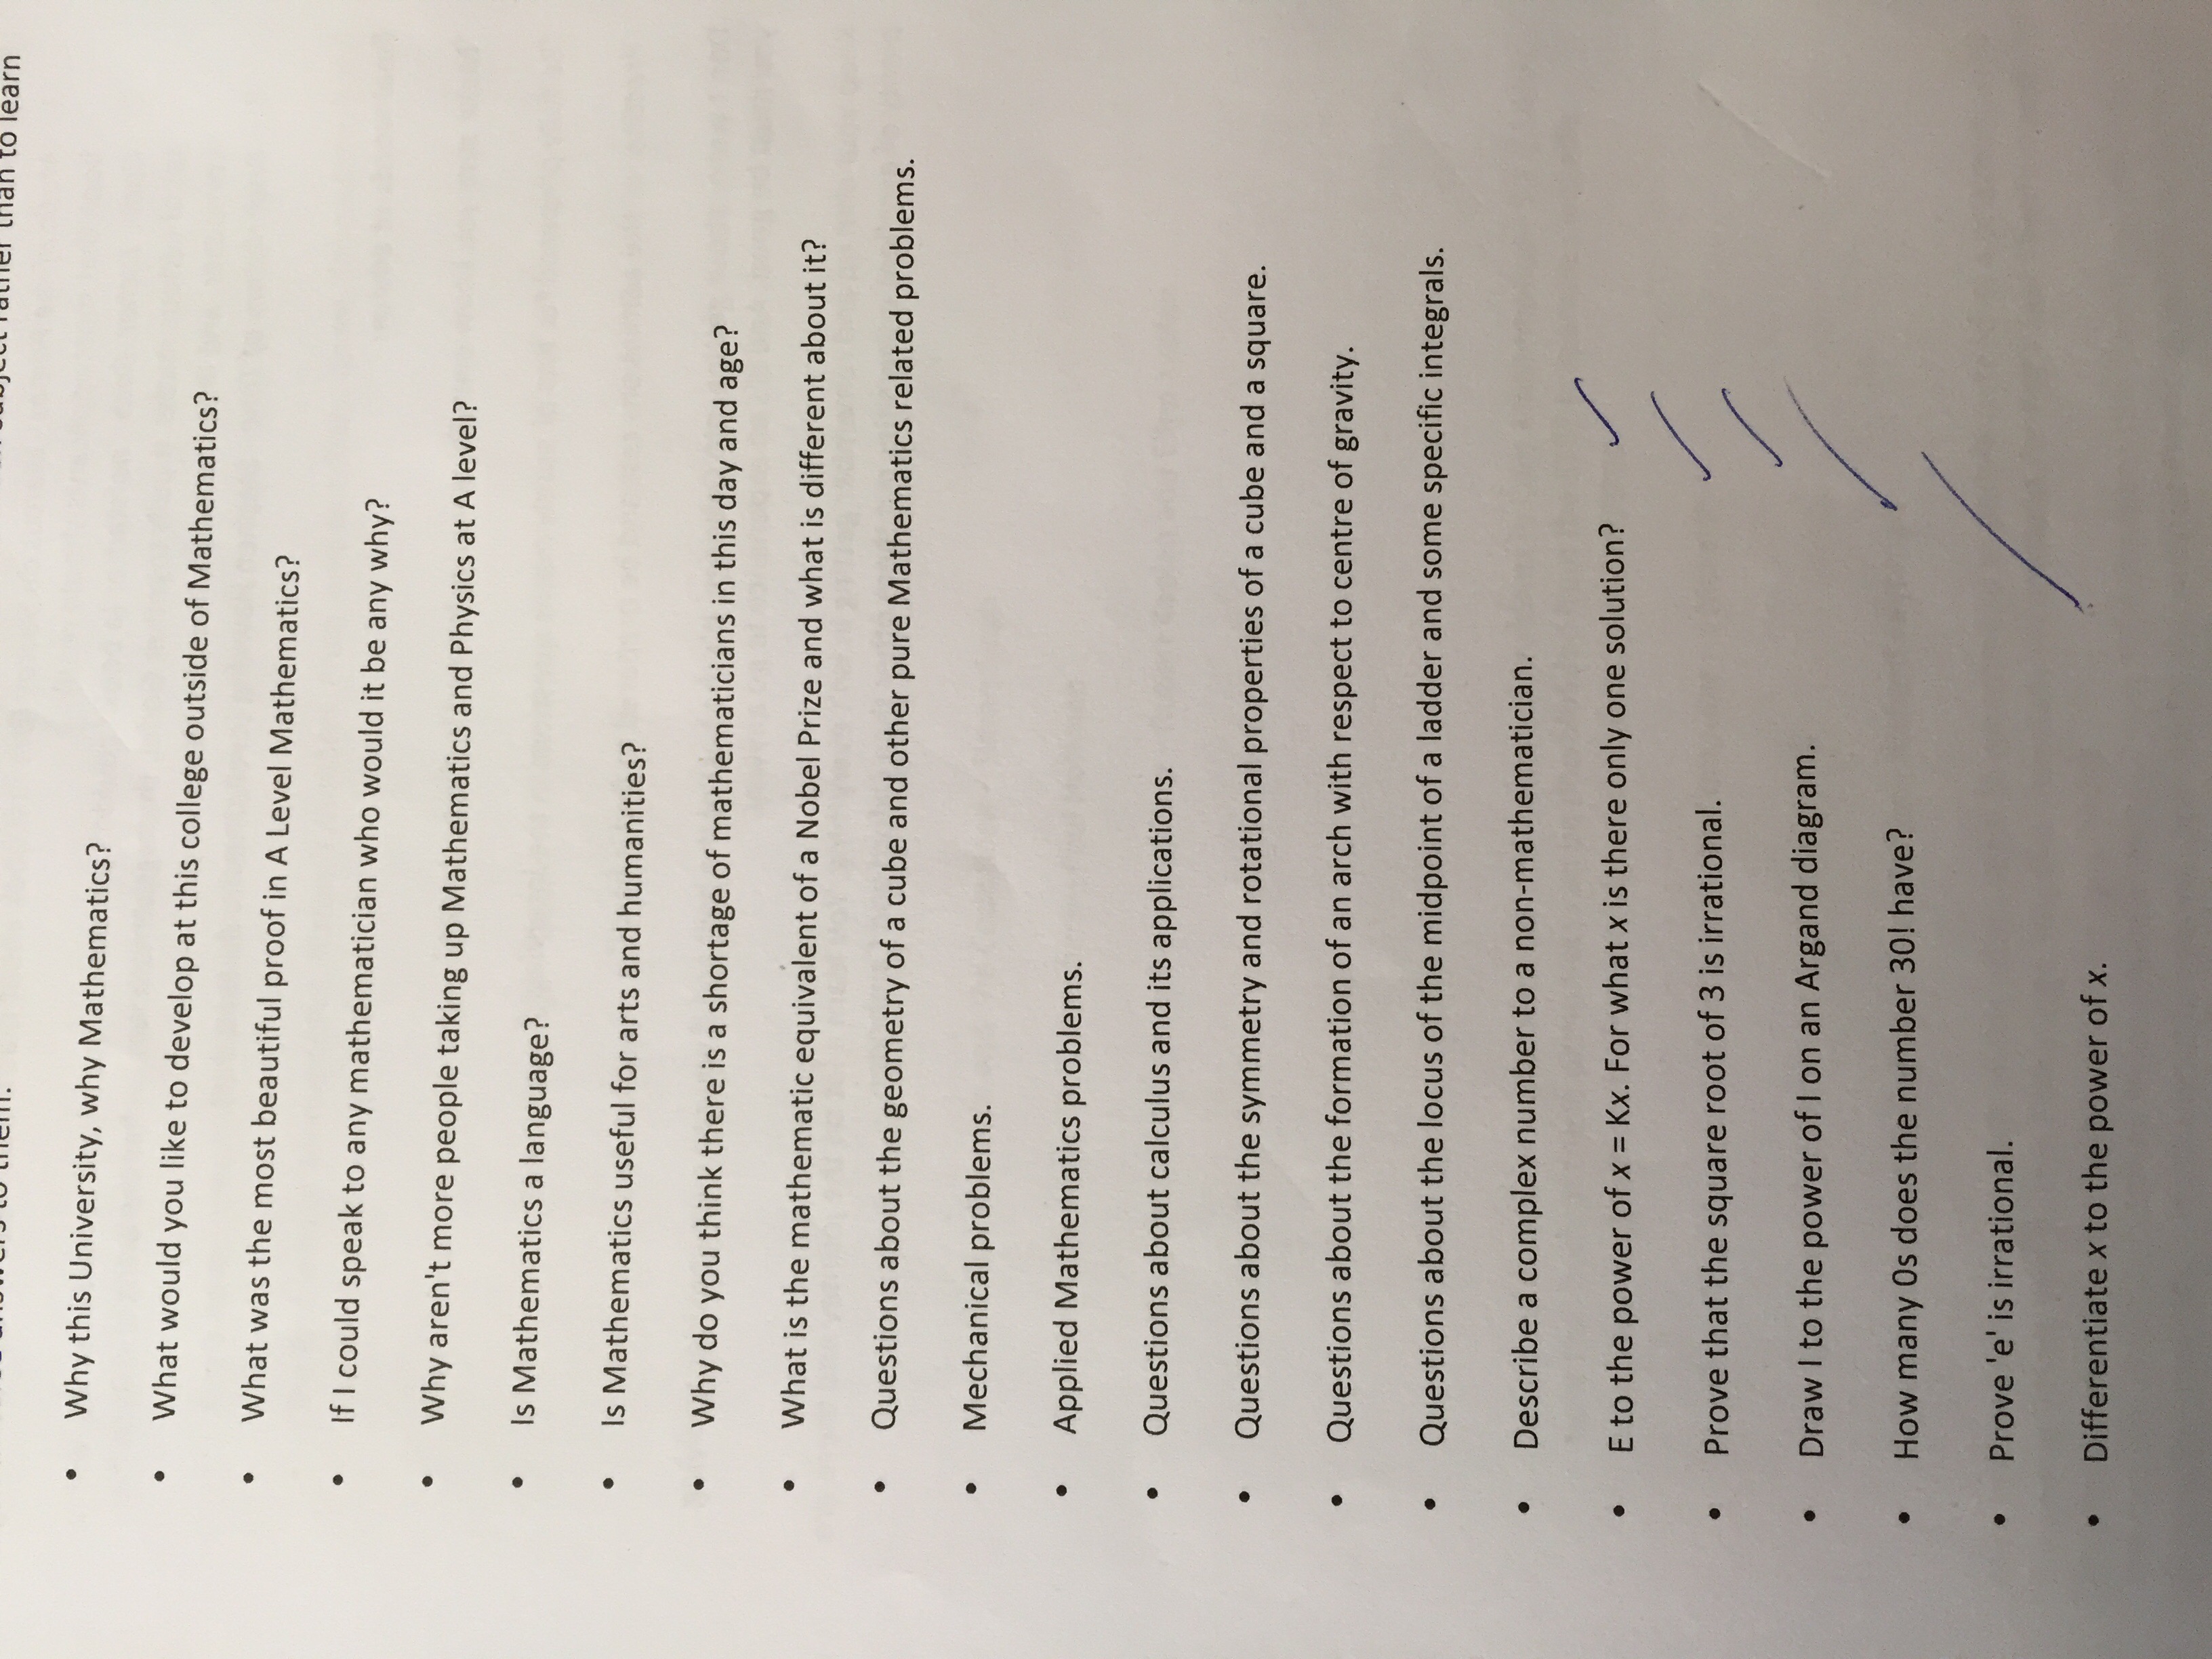 answers to them.
subject rather than to learn
• Why this University, why Mathematics?
• What would you like to develop at this college outside of Mathematics?
• What was the most beautiful proof in A Level Mathematics?
• If I could speak to any mathematician who would it be any why?
• Why aren't more people taking up Mathematics and Physics at A level?
• Is Mathematics a language?
• Is Mathematics useful for arts and humanities?
• Why do you think there is a shortage of mathematicians in this day and age?
• What is the mathematic equivalent of a Nobel Prize and what is different about it?
• Questions about the geometry of a cube and other pure Mathematics related problems.
• Mechanical problems.
• Applied Mathematics problems.
• Questions about calculus and its applications.
• Questions about the symmetry and rotational properties of a cube and a square.
• Questions about the formation of an arch with respect to centre of gravity.
• Questions about the locus of the midpoint of a ladder and some specific integrals.
• Describe a complex number to a non-mathematician.
• E to the power of x = Kx. For what x is there only one solution?
• Prove that the square root of 3 is irrational.
• Draw I to the power of I on an Argand diagram.
• How many 0s does the number 30! have?
• Prove 'e' is irrational.
• Differentiate x to the power of x.